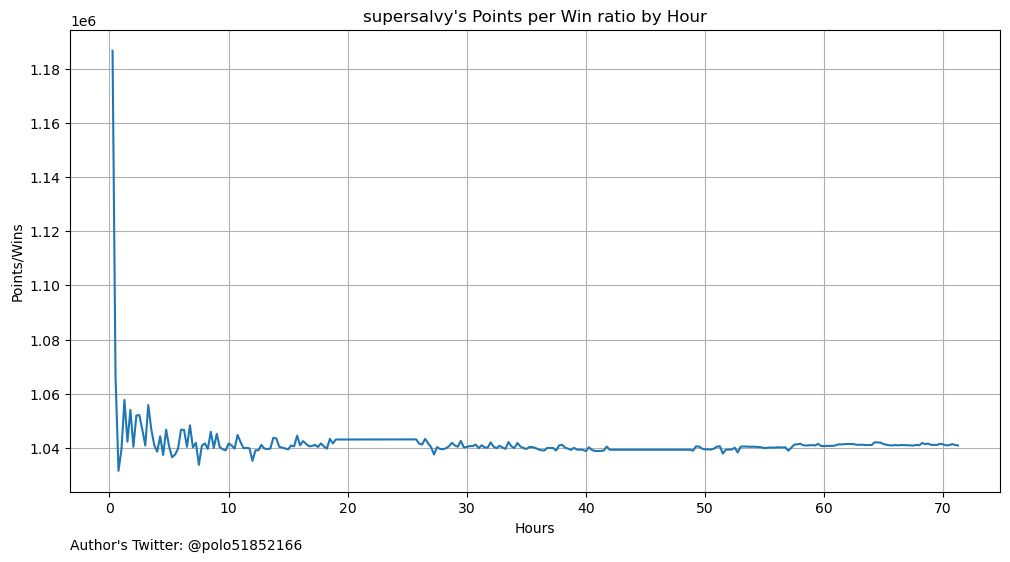 supersalvy's Points per Win ratio by Hour
1e6
1.18
1.16
1.14
1.12
1.10
1.08
1.06
1.04
Points/Wins
0 10 20 30 40 50 60 70
Hours
Author's Twitter: @polo51852166